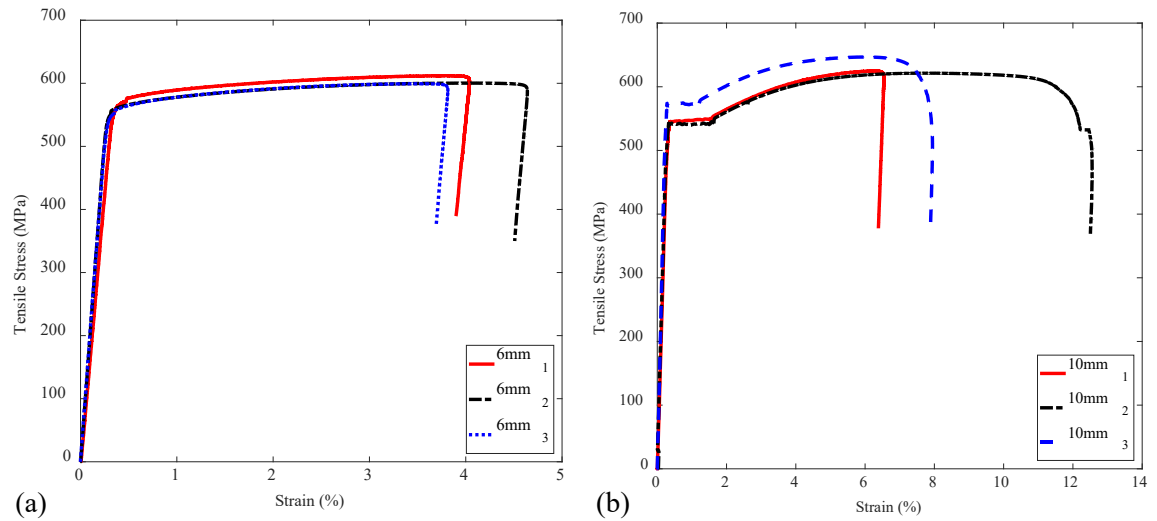 700
600
500
400
300
200
100
0
Tensile Stress (MPa)
6mm 1
6mm 2
6mm 3
0 1 2 3 4 5
Strain (%)
(a)
700
600
500
400
300
200
100
0
Tensile Stress (MPa)
10mm 1
10mm 2
10mm 3
0 2 4 6 8 10 12 14
Strain (%)
(b)